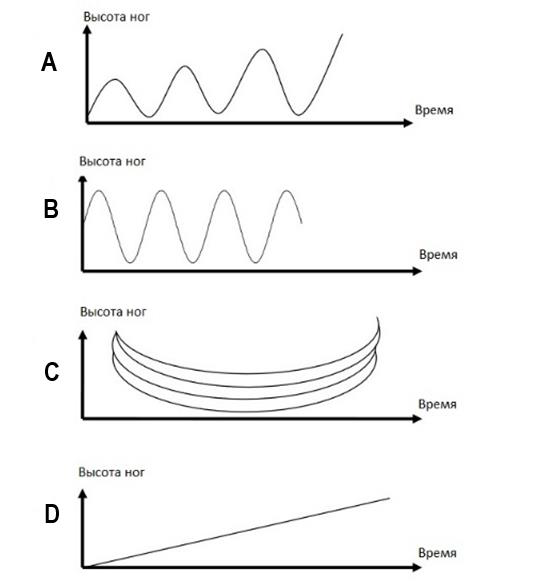 Высота ног
A
Время
Высота ног
B
Время
Высота ног
C
Время
Высота ног
D
Время